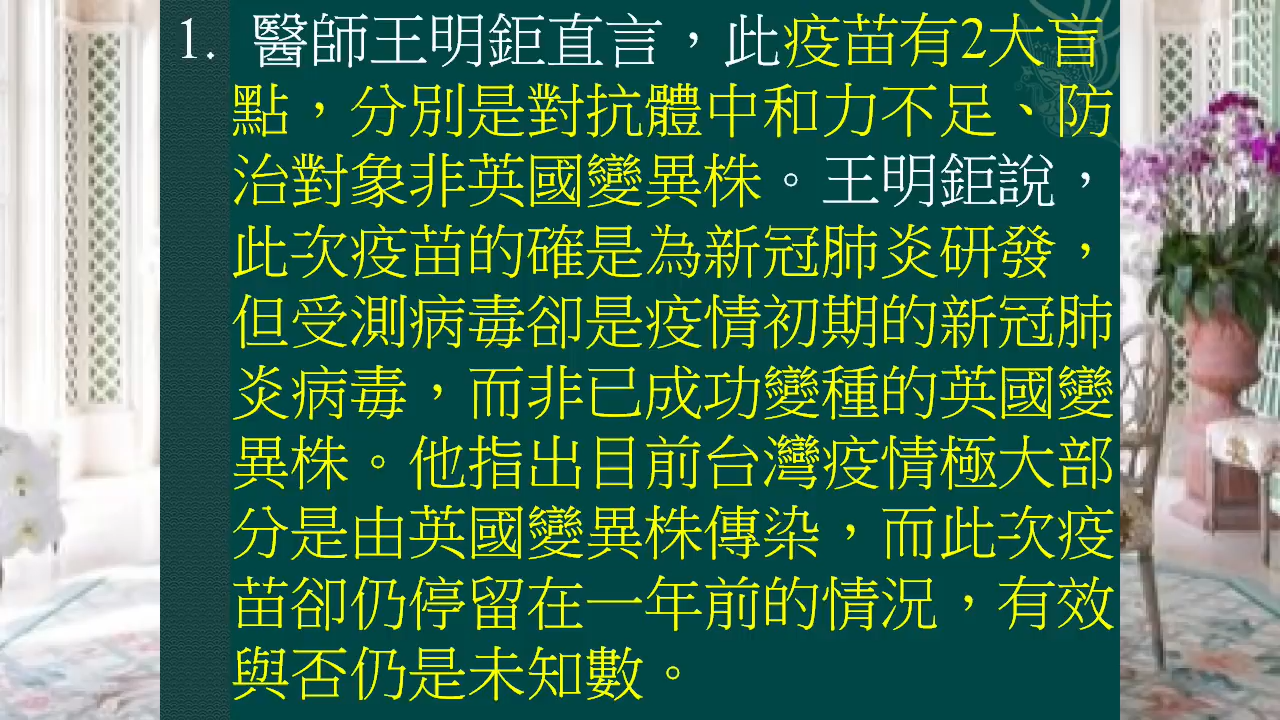 1. 醫師王明鉅直言，此疫苗有2大盲
點，分別是對抗體中和力不足、防
治對象非英國變異株。王明鉅說，
此次疫苗的確是為新冠肺炎研發，
但受測病毒卻是疫情初期的新冠肺
炎病毒，而非已成功變種的英國變
異株。他指出目前台灣疫情極大部
分是由英國變異株傳染，而此次疫
苗卻仍停留在一年前的情況，有效
與否仍是未知數。